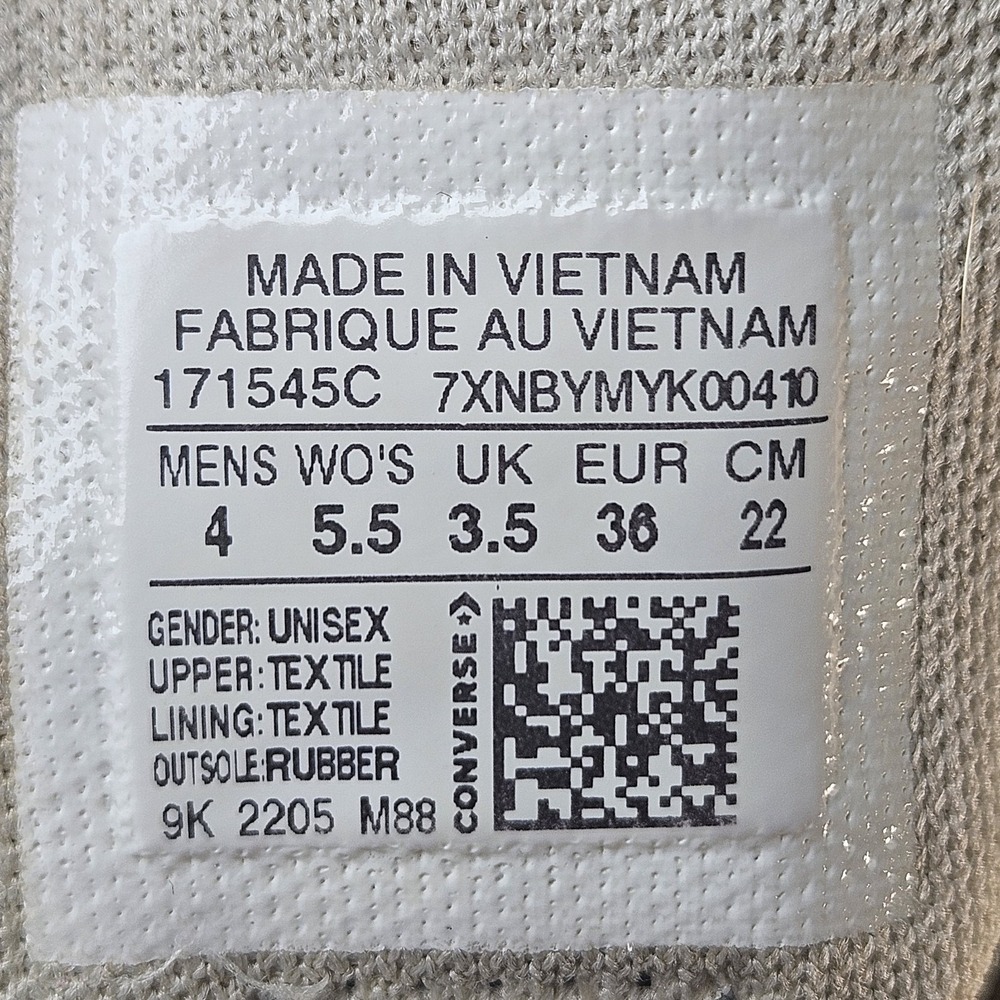 MADE IN VIETNAM
FABRIQUE AU VIETNAM
171545C 7XNBYMYK00410
MENS WO'S UK EUR CM
4 5.5 3.5 36 22
GENDER: UNISEX
UPPER: TEXTILE
LINING: TEXTILE
OUTSOLE:RUBBER
9K 2205 M88
CONVERSE